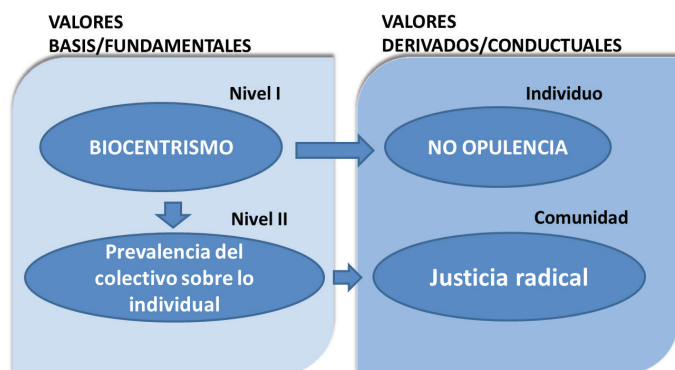 VALORES
BASIS/FUNDAMENTALES
VALORES
DERIVADOS/CONDUCTUALES
Nivel I
BIOCENTRISMO
Individuo
NO OPULENCIA
Nivel II
Prevalencia del
colectivo sobre lo
individual
Comunidad
Justicia radical